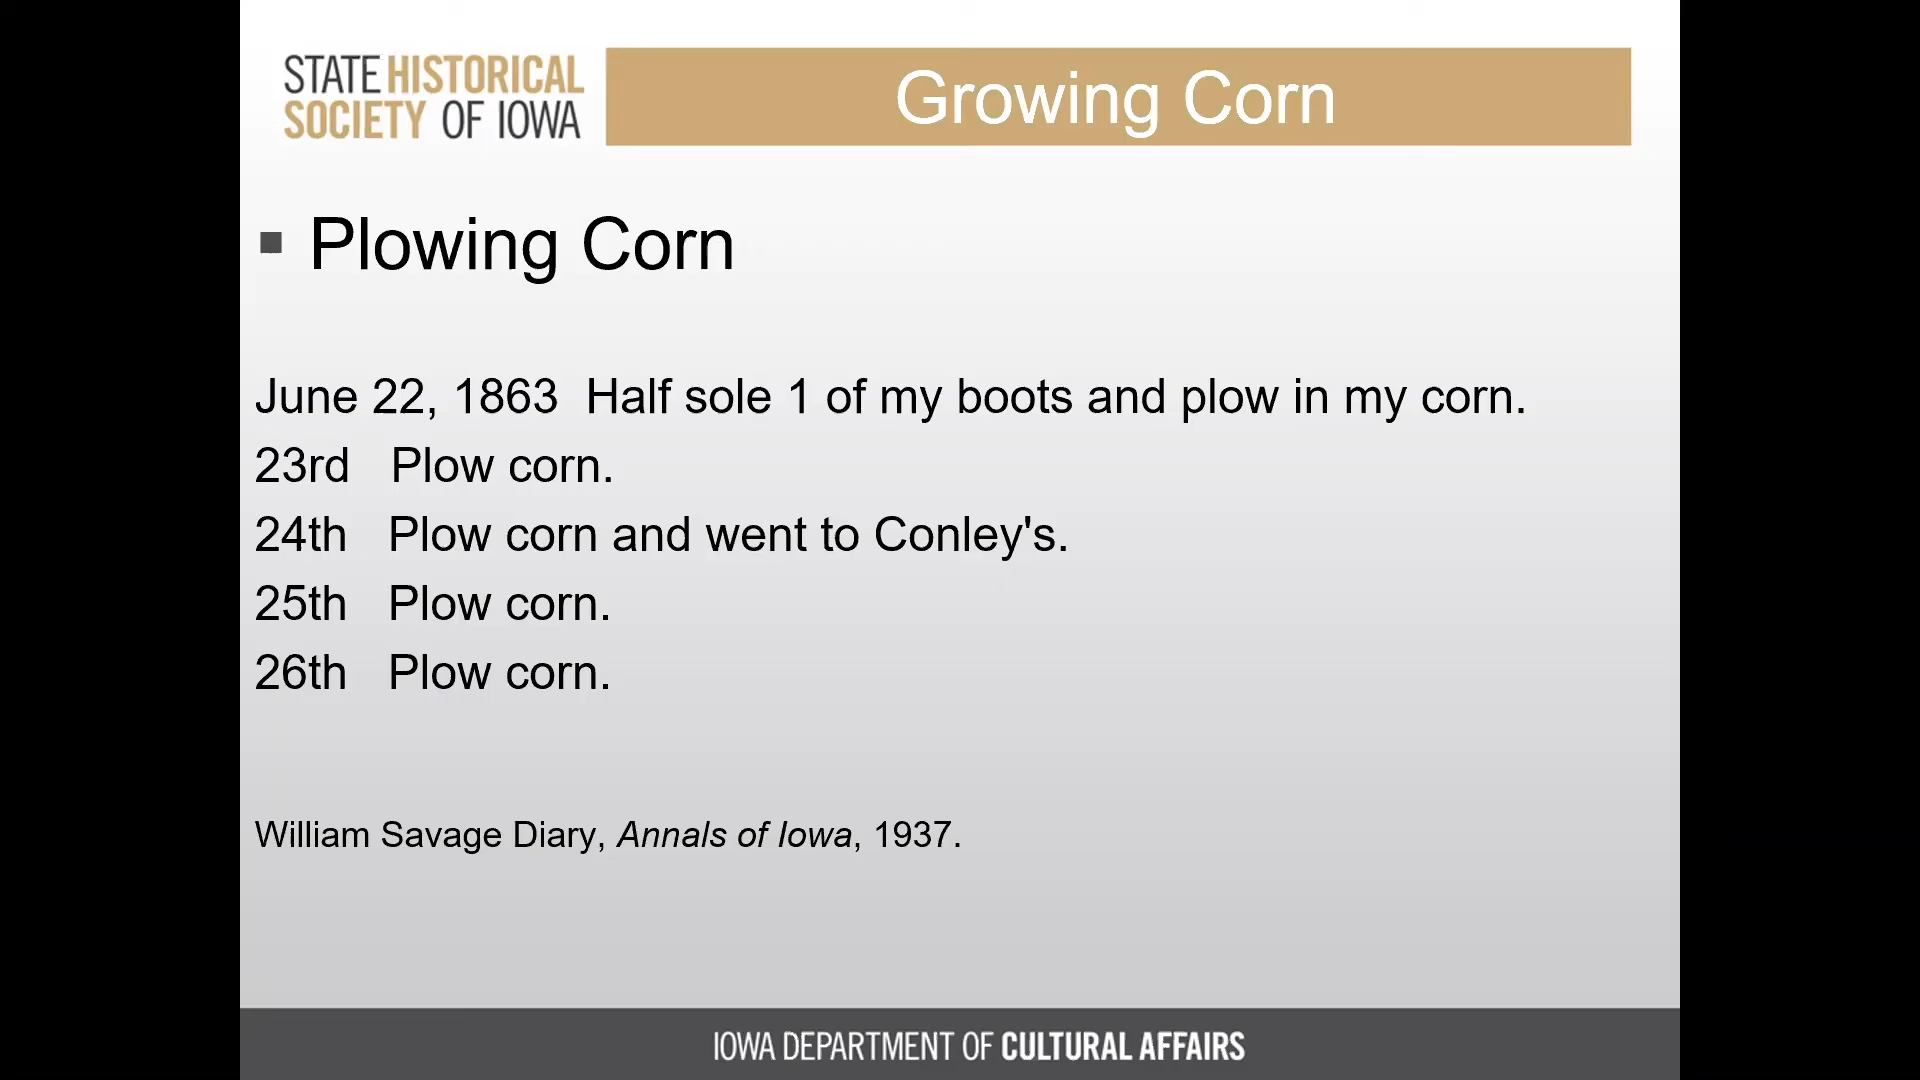 STATE HISTORICAL
SOCIETY OF IOWA
Growing Corn
▪ Plowing Corn
June 22, 1863  Half sole 1 of my boots and plow in my corn.
23rd   Plow corn.
24th   Plow corn and went to Conley's.
25th   Plow corn.
26th   Plow corn.
William Savage Diary, Annals of Iowa, 1937.
IOWA DEPARTMENT OF CULTURAL AFFAIRS